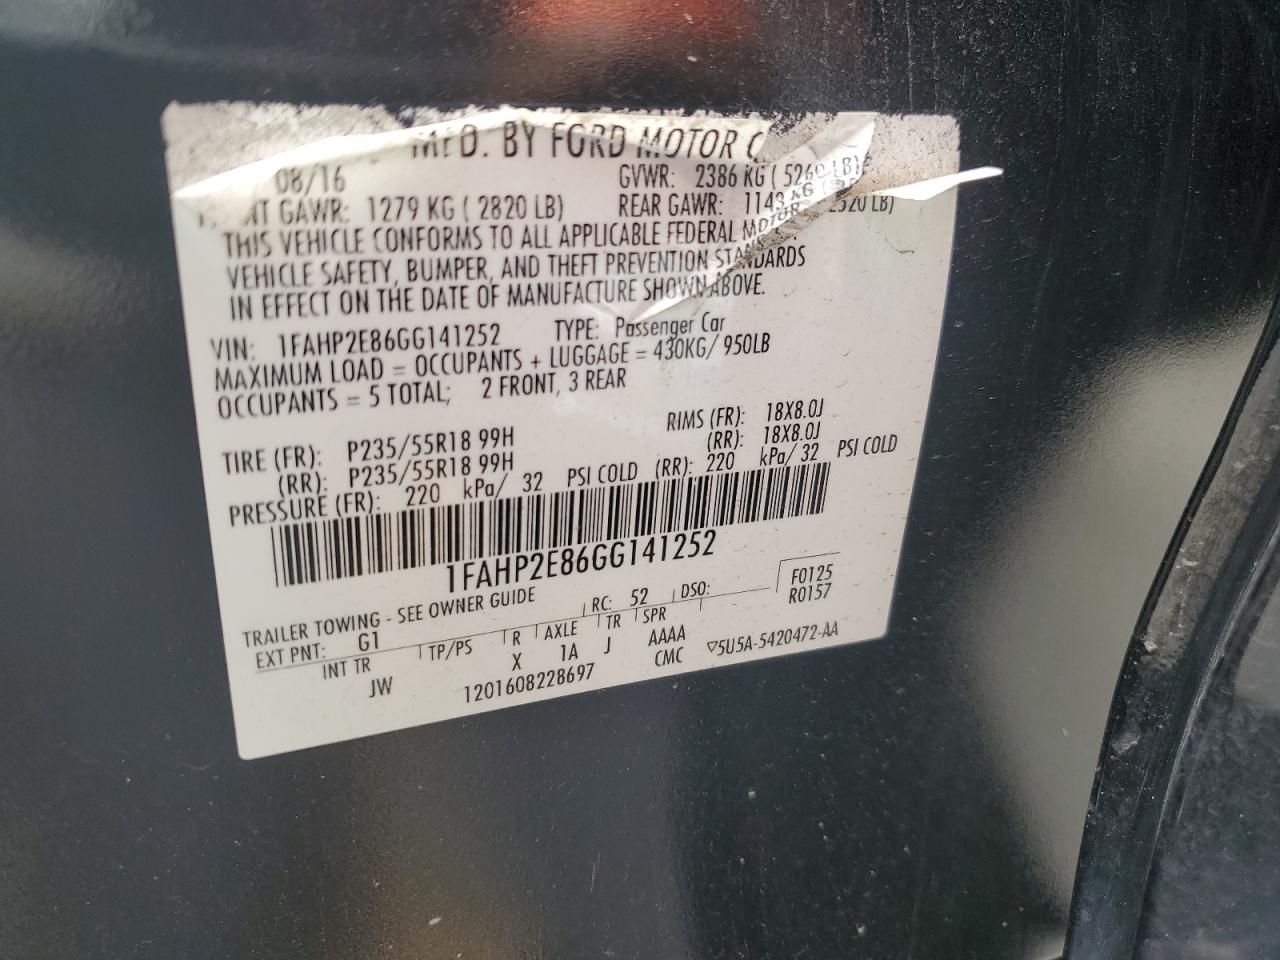 MFD. BY FORD MOTOR
08/16 GVWR: 2386 KG ( 5260 LB)
GAWR: 1279 KG ( 2820 LB) REAR GAWR: 1143 KG 2520 LB)
THIS VEHICLE CONFORMS TO ALL APPLICABLE FEDERAL MOTOR
VEHICLE SAFETY, BUMPER, AND THEFT PREVENTION STANDARDS
IN EFFECT ON THE DATE OF MANUFACTURE SHOWN ABOVE.
VIN: 1FAHP2E86GG141252 TYPE: Passenger Car
MAXIMUM LOAD = OCCUPANTS + LUGGAGE = 430KG/ 950LB
OCCUPANTS = 5 TOTAL; 2 FRONT, 3 REAR
RIMS (FR): 18X8.0J
TIRE (FR): P235/55R18 99H (RR): 18X8.0J
(RR): P235/55R18 99H
PRESSURE (FR): 220 kPa/ 32 PSI COLD (RR): 220 kPa/ 32 PSI COLD
1FAHP2E86GG141252
TRAILER TOWING - SEE OWNER GUIDE RC: 52 DSO: F0125
R0157
EXT PNT: G1 TP/PS R AXLE TR SPR
INT TR X 1A J AAAA ▽5U5A-5420472-AA
JW 1201608228697 CMC